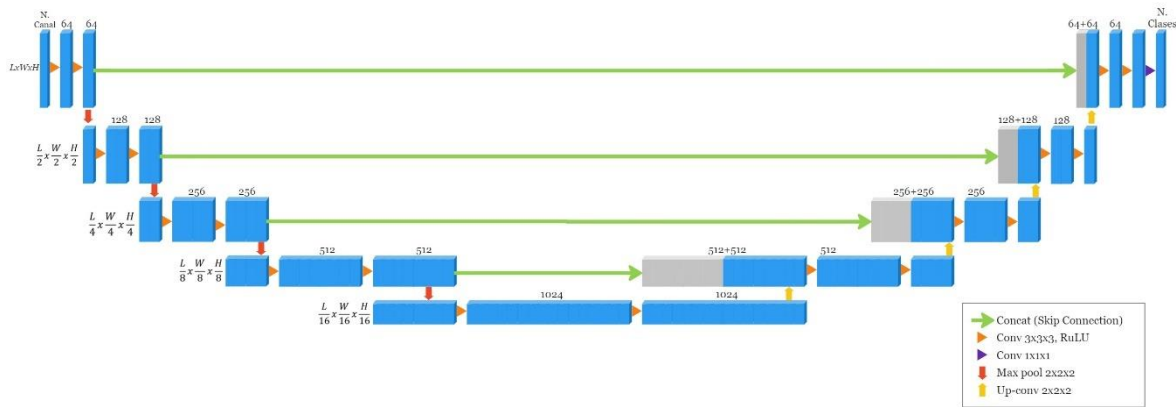 N.
Canal 64 64
LxWxH
64+64 64
N.
Clases
128 128
L/2 x W/2 x H/2
128+128 128
256 256
L/4 x W/4 x H/4
256+256 256
512 512
L/8 x W/8 x H/8
512+512 512
1024 1024
L/16 x W/16 x H/16
Concat (Skip Connection)
Conv 3x3x3, RuLU
Conv 1x1x1
Max pool 2x2x2
Up-conv 2x2x2